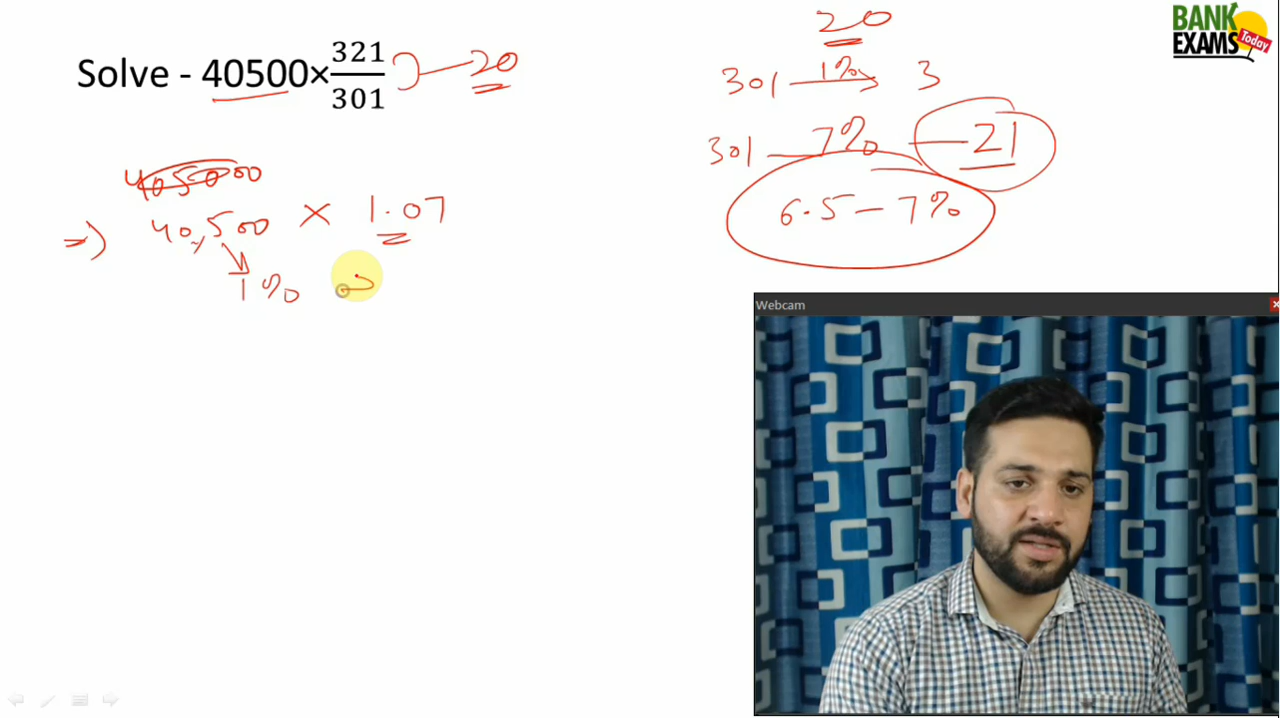 Solve - 40500×321/301 20
405000
=> 40,500 × 1.07
1%
20
301 1% 3
301 7% 21
6.5 - 7%
BANK
EXAMS
Today
Webcam